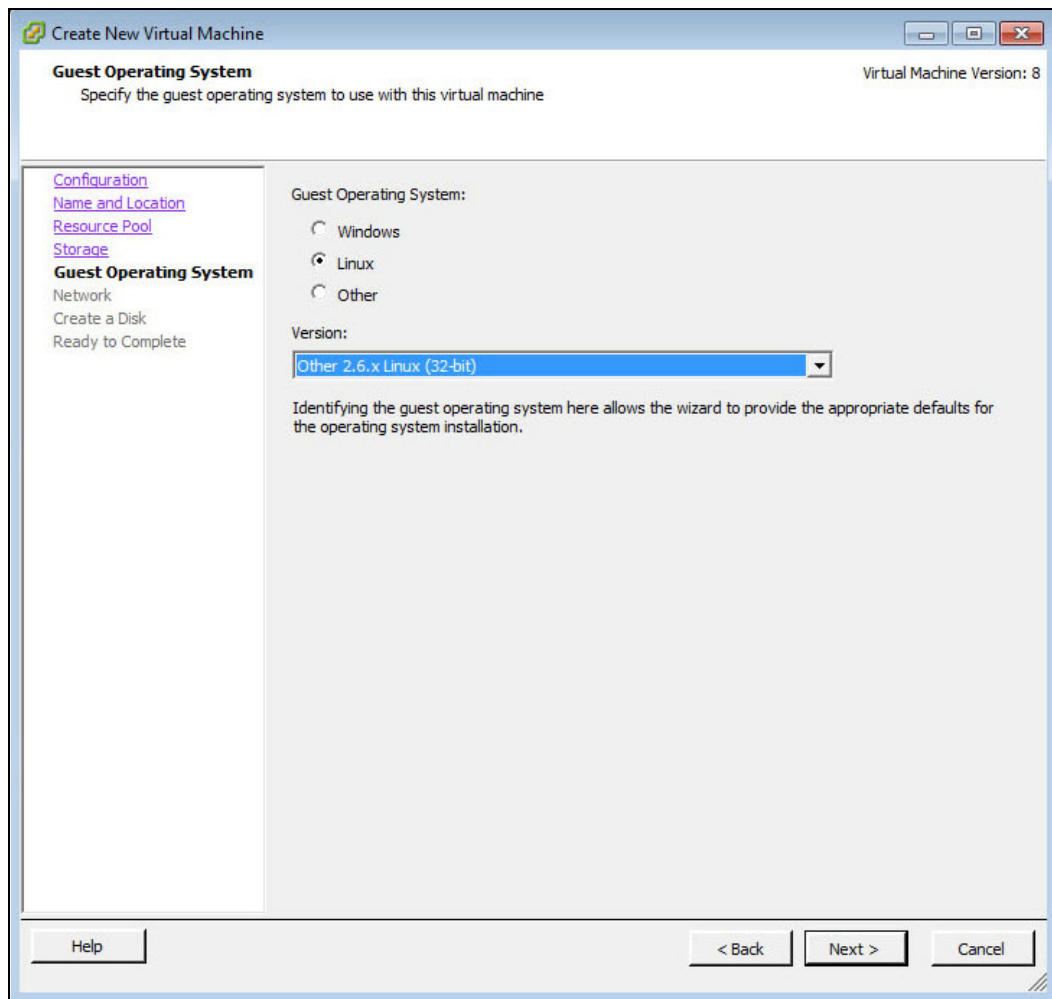 Create New Virtual Machine
Guest Operating System
Virtual Machine Version: 8
Specify the guest operating system to use with this virtual machine
Configuration
Name and Location
Resource Pool
Storage
Guest Operating System
Network
Create a Disk
Ready to Complete
Guest Operating System:
Windows
Linux
Other
Version:
Other 2.6.x Linux (32-bit)
Identifying the guest operating system here allows the wizard to provide the appropriate defaults for
the operating system installation.
Help
< Back
Next >
Cancel